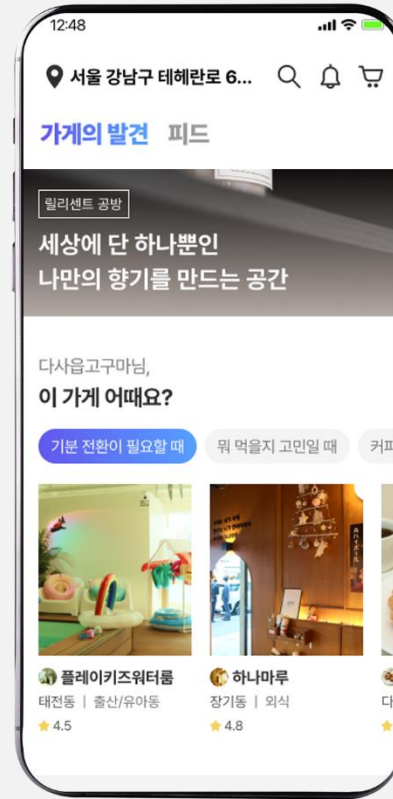 12:48
서울 강남구 테헤란로 6...
가게의 발견 피드
릴리센트 공방
세상에 단 하나뿐인
나만의 향기를 만드는 공간
다사읍고구마님,
이 가게 어때요?
기분 전환이 필요할 때 뭐 먹을지 고민일 때 커피
플레이키즈워터룸 하나마루
태전동 | 출산/유아동 장기동 | 외식 다
4.5 4.8